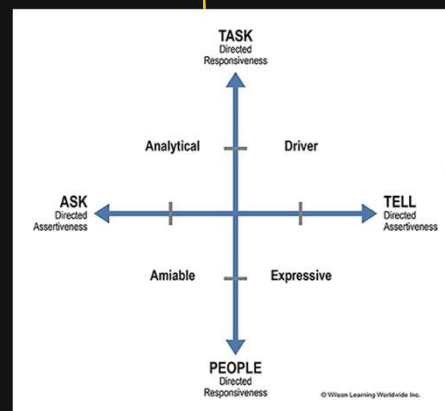 TASK
Directed
Responsiveness
Analytical
Driver
ASK
Directed
Assertiveness
TELL
Directed
Assertiveness
Amiable
Expressive
PEOPLE
Directed
Responsiveness
© Wilson Learning Worldwide Inc.